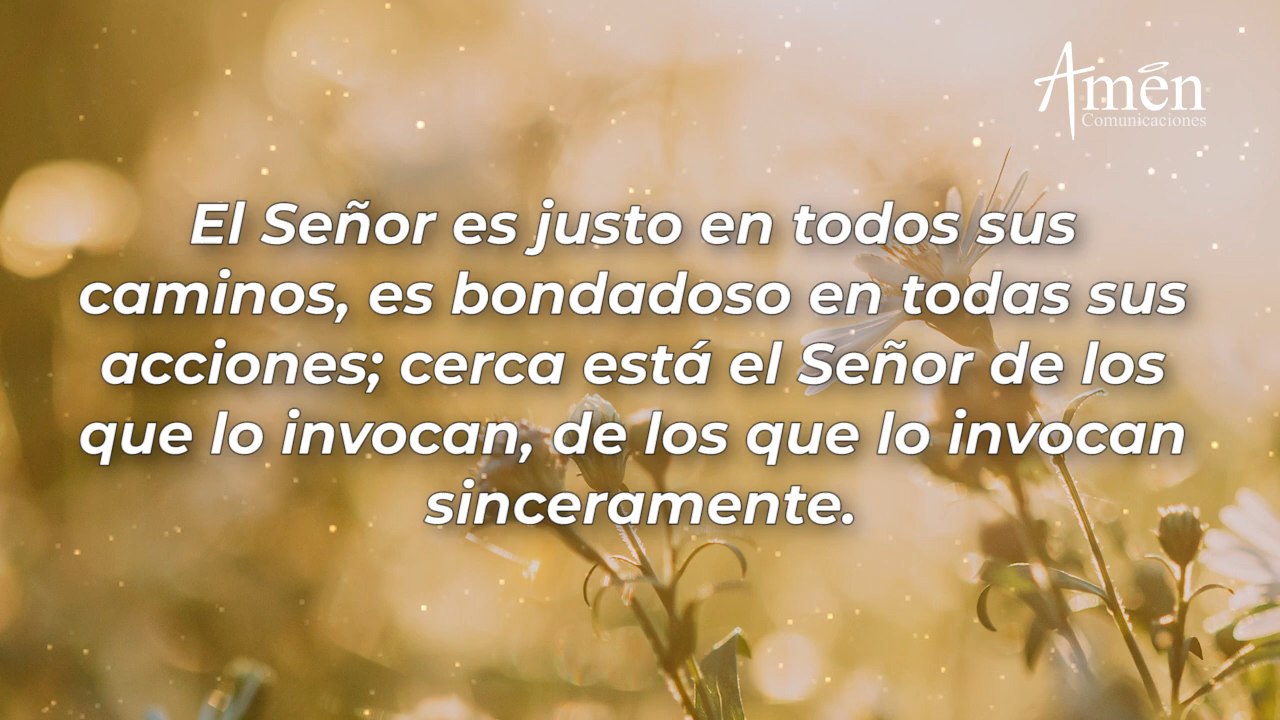 Amén
Comunicaciones
El Señor es justo en todos sus
caminos, es bondadoso en todas sus
acciones; cerca está el Señor de los
que lo invocan, de los que lo invocan
sinceramente.